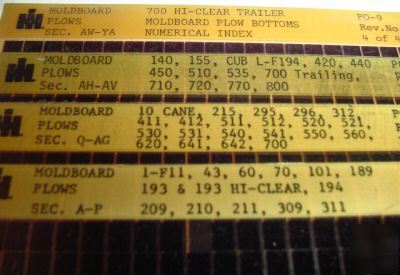 MOLDBOARD 700 HI-CLEAR TRAILER PO-9
PLOWS MOLDBOARD PLOW BOTTOMS Rev.No.
SEC. AW-YA NUMERICAL INDEX 4 of 4
MOLDBOARD 140, 155, CUB L-F194, 420, 440
PLOWS 450, 510, 535, 700 Trailing,
Sec. AH-AV 710, 720, 770, 800
MOLDBOARD 10 CANE, 215, 295, 296, 312,
PLOWS 411, 412, 511, 512, 520, 521,
530, 531, 540, 541, 550, 560,
SEC. Q-AG 620, 641, 642, 700
MOLDBOARD 1-F11, 43, 60, 70, 101, 189
PLOWS 193 & 193 HI-CLEAR, 194
SEC. A-P 209, 210, 211, 309, 311